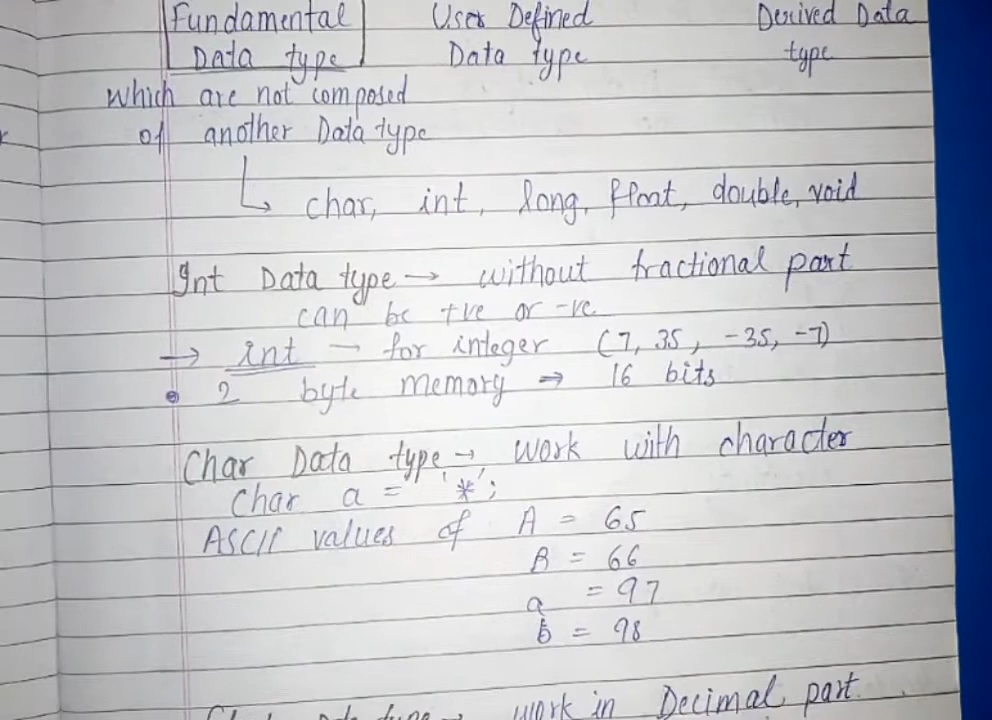 Fundamental User Defined Derived Data
Data type Data type type
which are not composed
of another Data type
char, int, long, float, double, void
Int Data type → without fractional part
can be +ve or -ve
→ int - for integer (7, 35, -35, -7)
• 2 byte memory → 16 bits
Char Data type → work with character
Char a = '*';
ASCII values of A = 65
B = 66
a = 97
b = 98
Data type → work in Decimal part